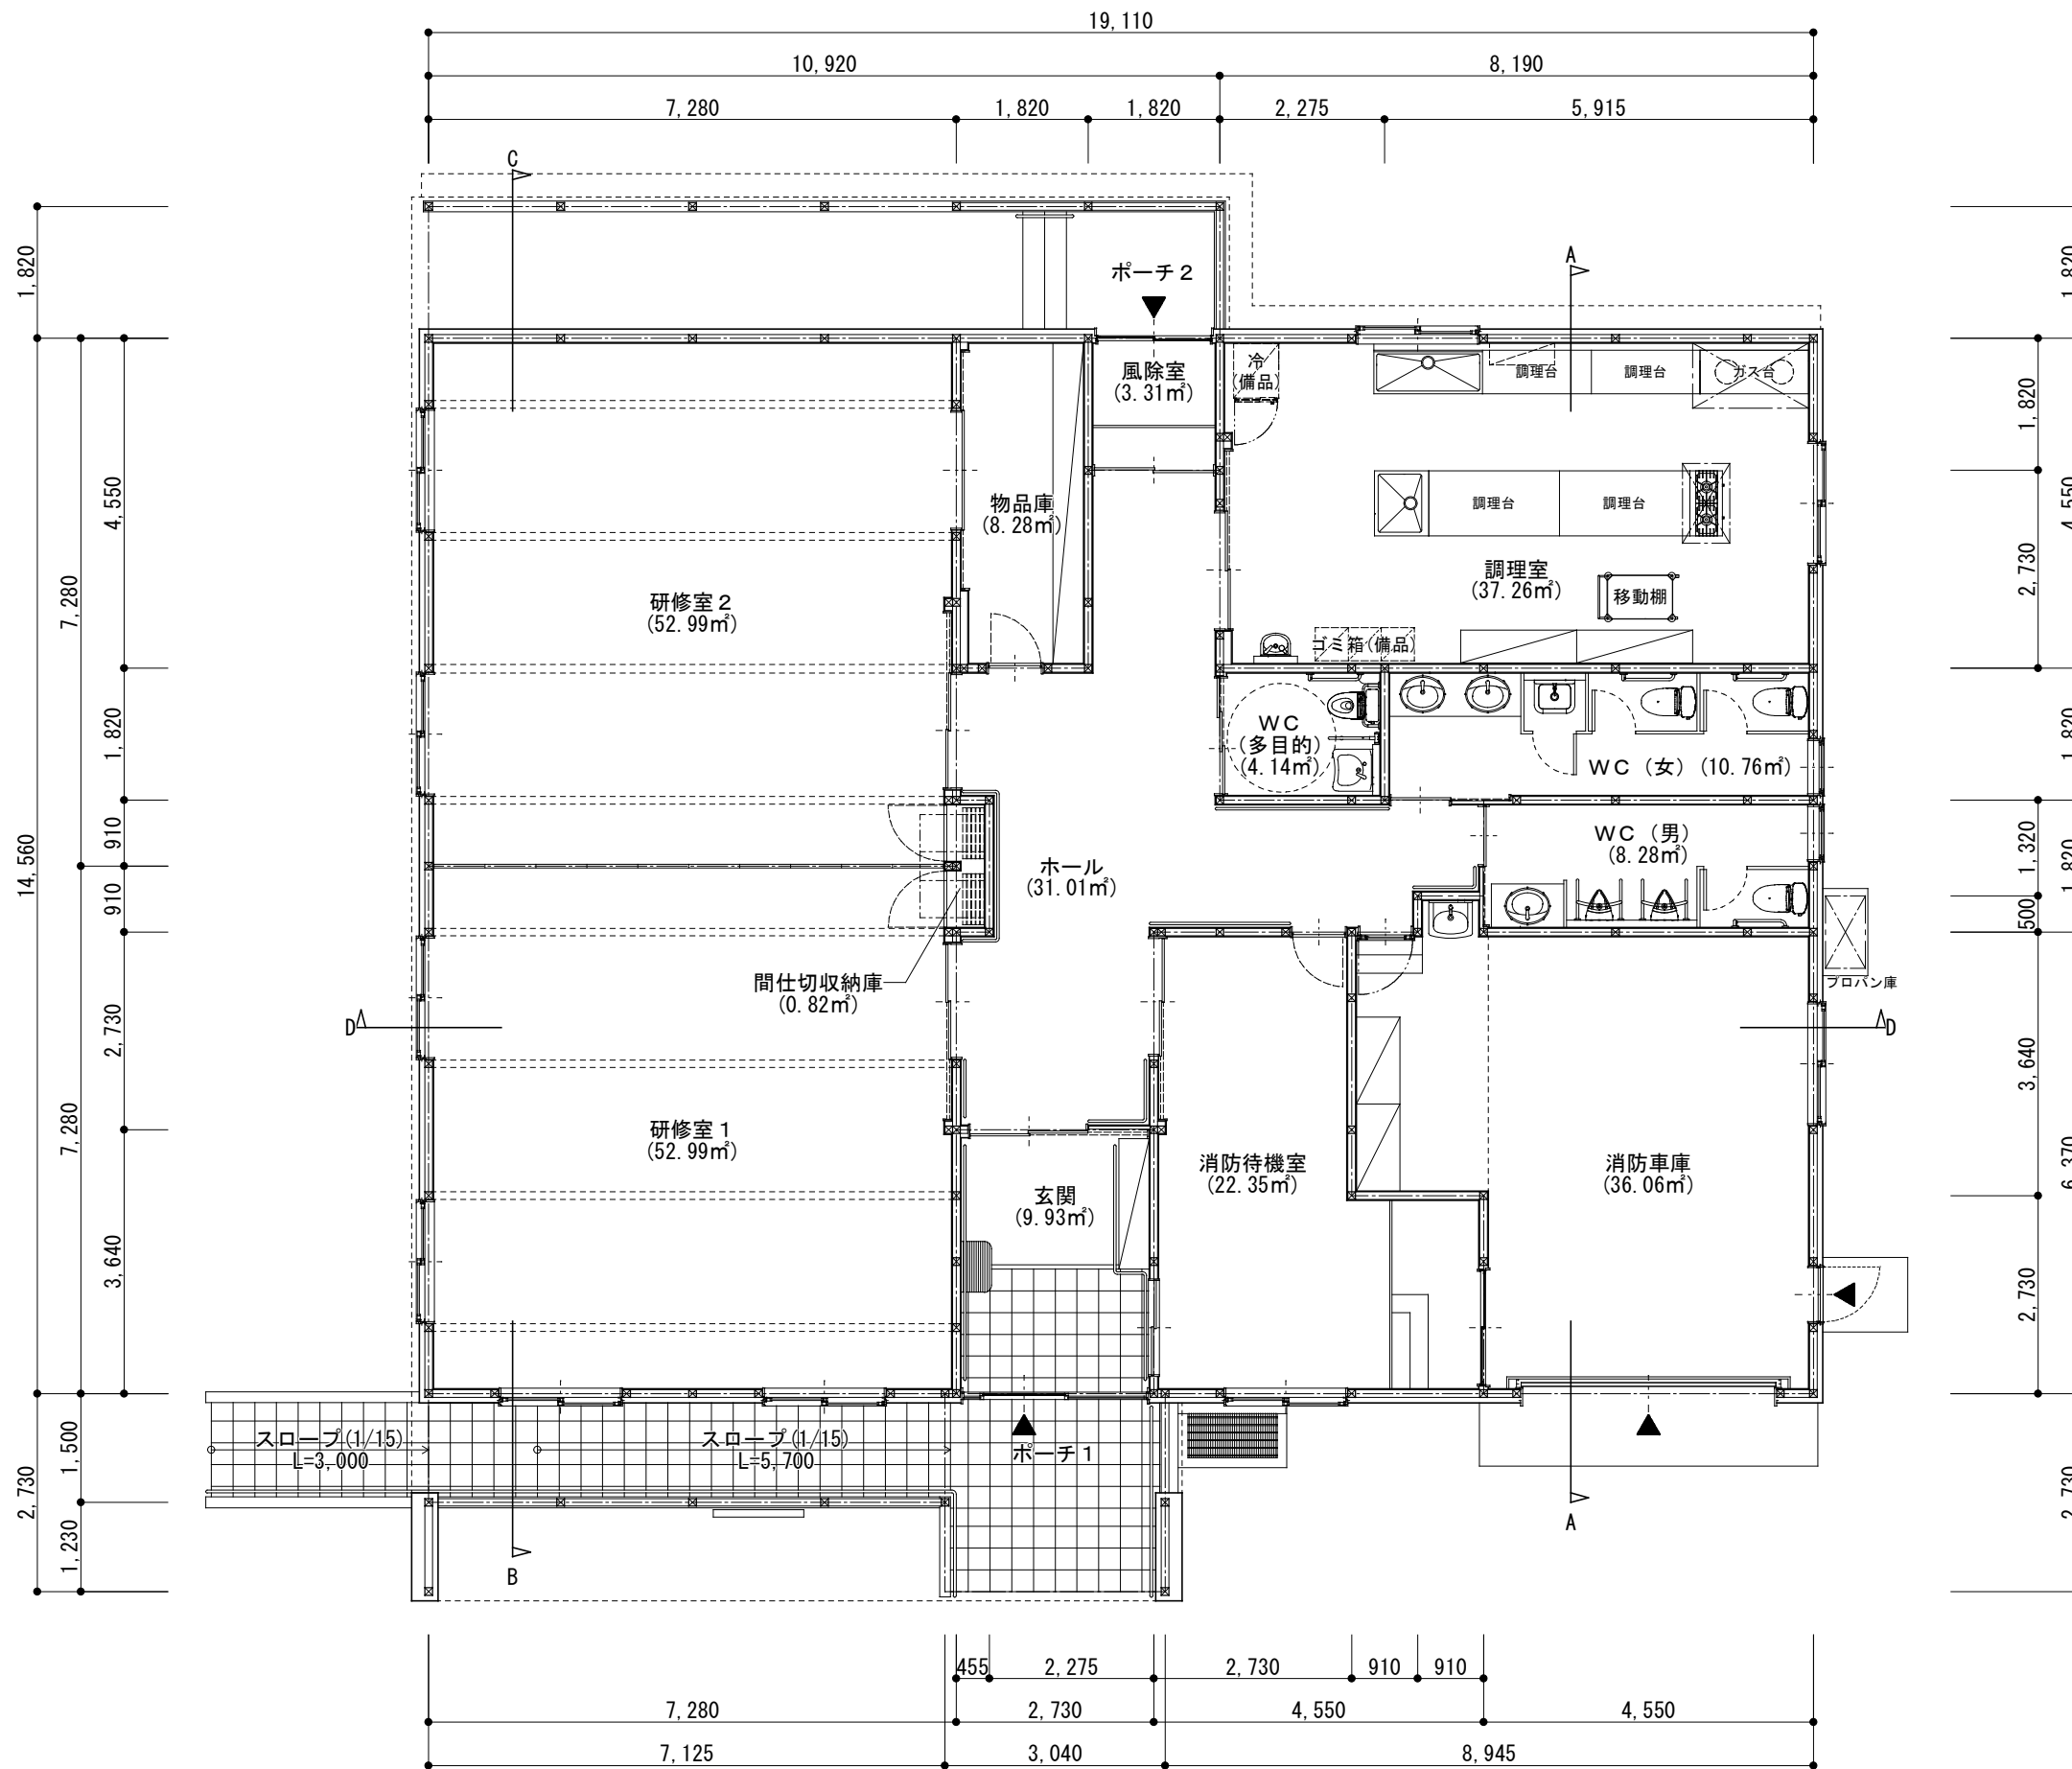 19,110
10,920
8,190
7,280
1,820
1,820
2,275
5,915
C
A
1,820
1,820
ポーチ2
風除室
(3.31㎡)
冷
(備品)
調理台
調理台
ガス台
1,820
4,550
4,550
物品庫
(8.28㎡)
調理台
調理台
調理室
(37.26㎡)
移動棚
2,730
7,280
研修室2
(52.99㎡)
ゴミ箱(備品)
WC
(多目的)
(4.14㎡)
WC(女)(10.76㎡)
1,820
1,820
910
WC(男)
(8.28㎡)
1,320
1,820
14,560
ホール
(31.01㎡)
910
500
間仕切収納庫
(0.82㎡)
プロパン庫
D
D
2,730
3,640
7,280
研修室1
(52.99㎡)
消防待機室
(22.35㎡)
消防車庫
(36.06㎡)
6,370
玄関
(9.93㎡)
3,640
2,730
スロープ(1/15)
L=3,000
スロープ(1/15)
L=5,700
ポーチ1
1,500
2,730
2,730
1,230
A
B
455
2,275
2,730
910
910
7,280
2,730
4,550
4,550
7,125
3,040
8,945